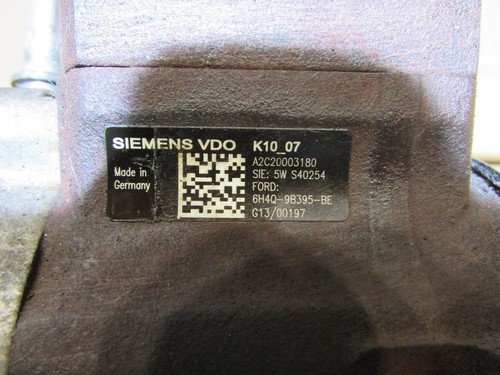 SIEMENS VDO K10_07
Made in
Germany
A2C20003180
SIE: 5W S40254
FORD:
6H4Q-9B395-BE
G13/00197